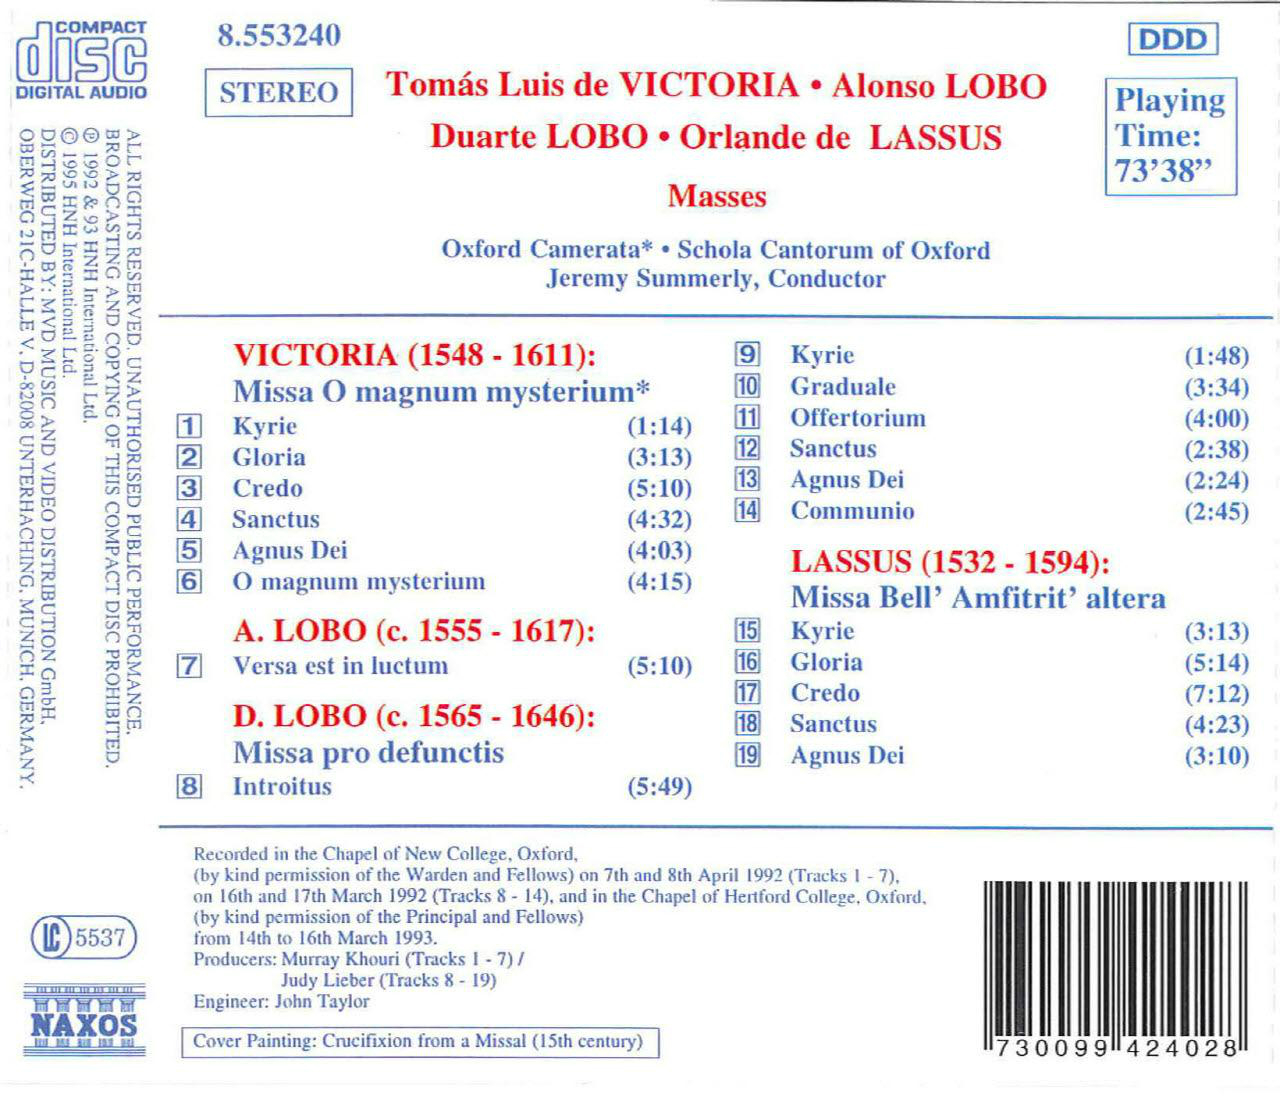 COMPACT
disc
DIGITAL AUDIO
8.553240
STEREO
DDD
Playing
Time:
73’38”
Tomás Luis de VICTORIA • Alonso LOBO
Duarte LOBO • Orlande de LASSUS
Masses
Oxford Camerata* • Schola Cantorum of Oxford
Jeremy Summerly, Conductor
ALL RIGHTS RESERVED. UNAUTHORISED PUBLIC PERFORMANCE.
BROADCASTING AND COPYING OF THIS COMPACT DISC PROHIBITED.
℗ 1992 & 93 HNH International Ltd.
© 1995 HNH International Ltd.
DISTRIBUTED BY: MVD MUSIC AND VIDEO DISTRIBUTION GmbH.
OBERWEG 21C-HALLE V. D-82008 UNTERHACHING. MUNICH. GERMANY.
VICTORIA (1548 - 1611):
Missa O magnum mysterium*
1 Kyrie (1:14)
2 Gloria (3:13)
3 Credo (5:10)
4 Sanctus (4:32)
5 Agnus Dei (4:03)
6 O magnum mysterium (4:15)
A. LOBO (c. 1555 - 1617):
7 Versa est in luctum (5:10)
D. LOBO (c. 1565 - 1646):
Missa pro defunctis
8 Introitus (5:49)
9 Kyrie (1:48)
10 Graduale (3:34)
11 Offertorium (4:00)
12 Sanctus (2:38)
13 Agnus Dei (2:24)
14 Communio (2:45)
LASSUS (1532 - 1594):
Missa Bell’ Amfitrit’ altera
15 Kyrie (3:13)
16 Gloria (5:14)
17 Credo (7:12)
18 Sanctus (4:23)
19 Agnus Dei (3:10)
Recorded in the Chapel of New College, Oxford,
(by kind permission of the Warden and Fellows) on 7th and 8th April 1992 (Tracks 1 - 7),
on 16th and 17th March 1992 (Tracks 8 - 14), and in the Chapel of Hertford College, Oxford,
(by kind permission of the Principal and Fellows)
from 14th to 16th March 1993.
Producers: Murray Khouri (Tracks 1 - 7) /
Judy Lieber (Tracks 8 - 19)
Engineer: John Taylor
Cover Painting: Crucifixion from a Missal (15th century)
LC 5537
NAXOS
730099 424028